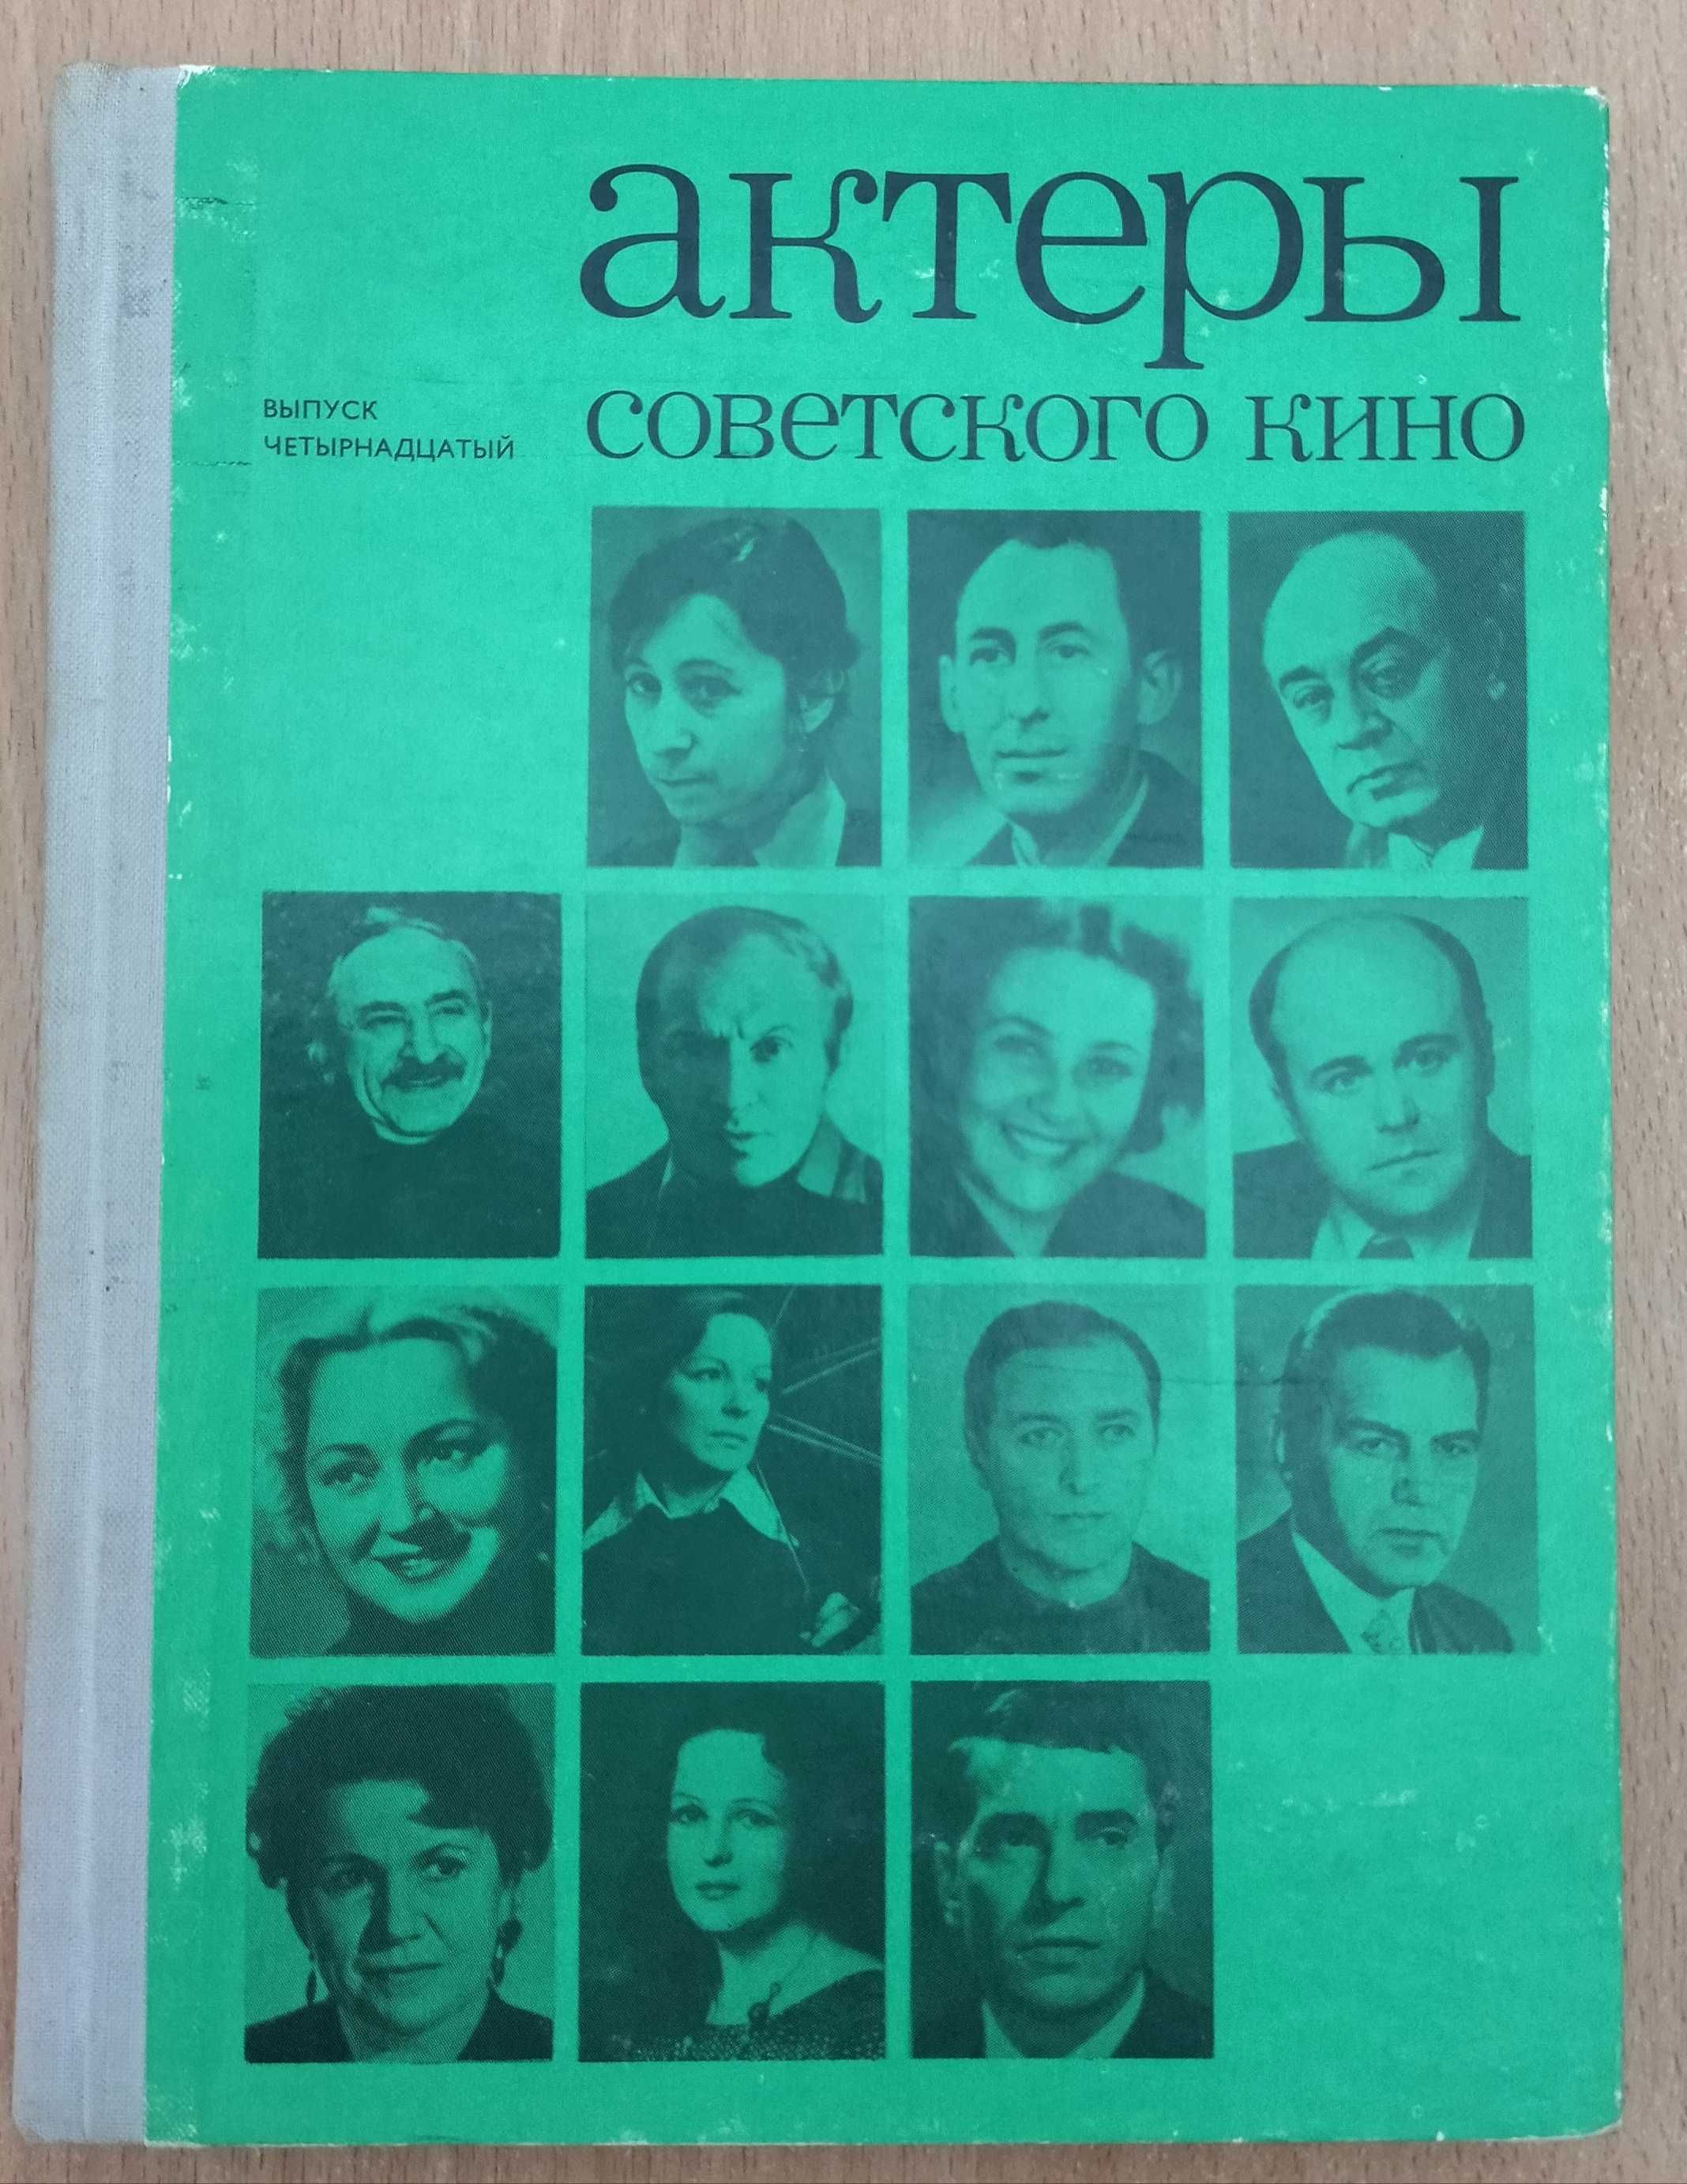 актеры
советского кино
ВЫПУСК
ЧЕТЫРНАДЦАТЫЙ